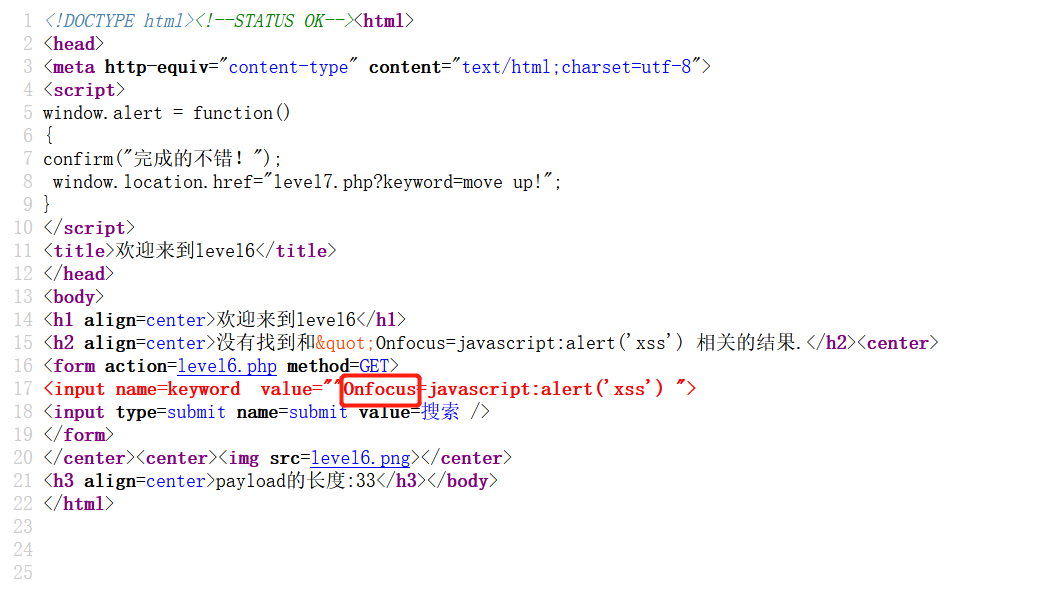 1 <!DOCTYPE html><!--STATUS OK--><html>
2 <head>
3 <meta http-equiv="content-type" content="text/html;charset=utf-8">
4 <script>
5 window.alert = function()
6 {
7 confirm("完成的不错！");
8  window.location.href="level7.php?keyword=move up!";
9 }
10 </script>
11 <title>欢迎来到level6</title>
12 </head>
13 <body>
14 <h1 align=center>欢迎来到level6</h1>
15 <h2 align=center>没有找到和&quot;Onfocus=javascript:alert('xss') 相关的结果.</h2><center>
16 <form action=level6.php method=GET>
17 <input name=keyword  value=""Onfocus=javascript:alert('xss') ">
18 <input type=submit name=submit value=搜索 />
19 </form>
20 </center><center><img src=level6.png></center>
21 <h3 align=center>payload的长度:33</h3></body>
22 </html>
23
24
25